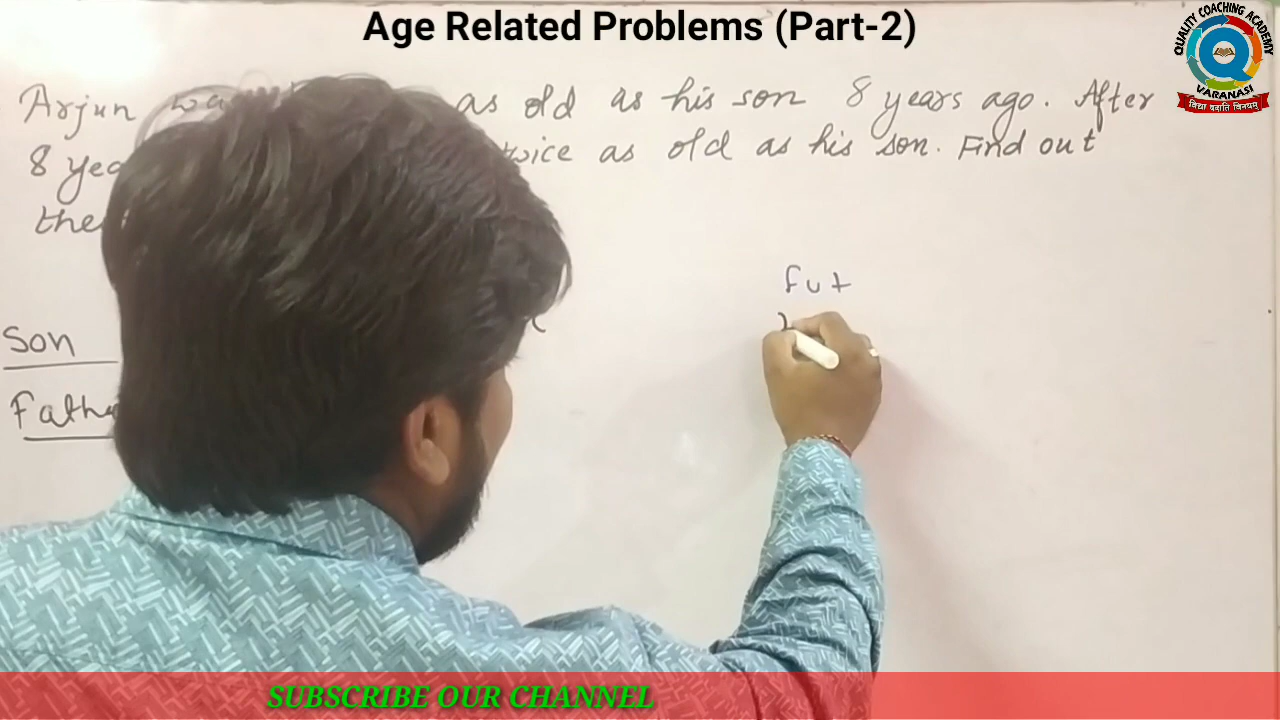 Age Related Problems (Part-2)
QUALITY COACHING ACADEMY
VARANASI
Arjun as old as his son 8 years ago. After
8 twice as old as his son. Find out
Fut
Son
SUBSCRIBE OUR CHANNEL